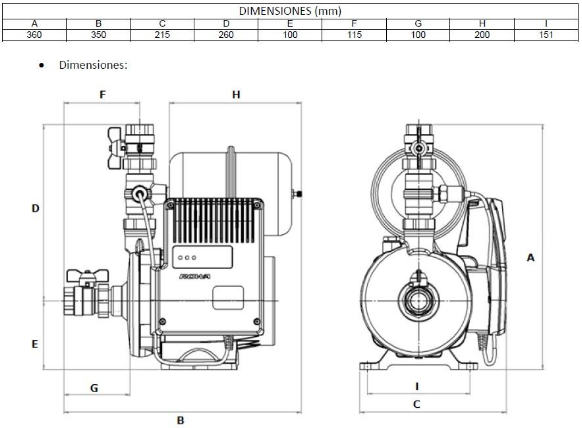 DIMENSIONES (mm)
A B C D E F G H I
360 350 215 260 100 115 100 200 151
• Dimensiones:
F H
D
A
E
G
I
C
B